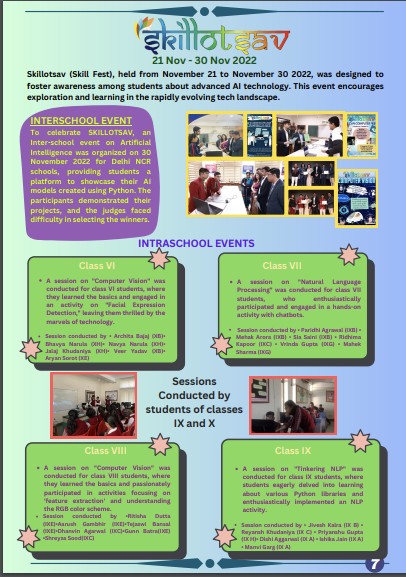 skillotsav
21 Nov - 30 Nov 2022
Skillotsav (Skill Fest), held from November 21 to November 30 2022, was designed to
foster awareness among students about advanced AI technology. This event encourages
exploration and learning in the rapidly evolving tech landscape.
INTERSCHOOL EVENT
To celebrate SKILLOTSAV, an
Inter-school event on Artificial
Intelligence was organized on 30
November 2022 for Delhi NCR
schools, providing students a
platform to showcase their AI
models created using Python. The
participants demonstrated their
projects, and the judges faced
difficulty in selecting the winners.
INTRASCHOOL EVENTS
Class VI
• A session on "Computer Vision" was
conducted for class VI students, where
they learned the basics and engaged in
an activity on "Facial Expression
Detection," leaving them thrilled by the
marvels of technology.
• Session conducted by • Archita Bajaj (XB)•
Bhavya Narula (XH)• Navya Narula (XH)•
Jataj Khudaniya (XH)• Veer Yadav (XB)•
Aryan Sorot (XE)
Class VII
• A session on "Natural Language
Processing" was conducted for class VII
students, who enthusiastically
participated and engaged in a hands-on
activity with chatbots.
• Session conducted by • Paridhi Agrawal (IXB) •
Mehak Arora (IXB) • Sia Saini (IXB) • Ridhima
Kapoor (IXC) • Vrinda Gupta (IXG) • Mahek
Sharma (IXG)
Sessions
Conducted by
students of classes
IX and X
Class VIII
• A session on "Computer Vision" was
conducted for class VIII students, where
they learned the basics and passionately
participated in activities focusing on
'feature extraction' and understanding
the RGB color scheme.
• Session conducted by •Ritisha Dutta
(IXE)•Aarush Gambhir (IXE)•Tejaswi Bansal
(IXE)•Dhanvin Agarwal (IXC)•Gunn Batra(IXE)
•Shreyas Sood(IXC)
Class IX
• A session on "Tinkering NLP" was
conducted for class IX students, where
students eagerly delved into learning
about various Python libraries and
enthusiastically implemented an NLP
activity.
• Session conducted by • Jivesh Kalra (IX B) •
Reyansh Khudaniya (IX C) • Priyanshu Gupta
(IX H)• Dishi Aggarwal (IX A) • Ishika Jain (IX A)
• Manvi Garg (IX A)
7